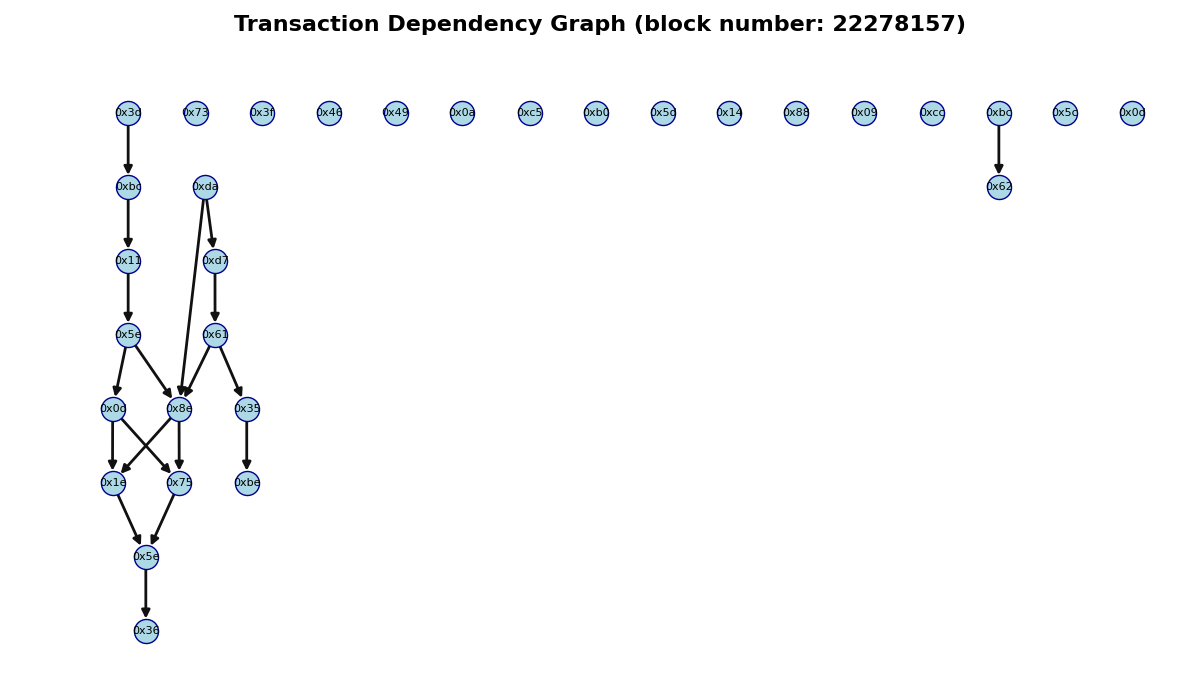 Transaction Dependency Graph (block number: 22278157)
0x3d 0x73 0x3f 0x46 0x49 0x0a 0xc5 0xb0 0x5d 0x14 0x88 0x09 0xcc 0xbc 0x5c 0x0d
0xbc 0xda 0x62
0x11 0xd7
0x5e 0x61
0x0c 0x8e 0x35
0x1e 0x75 0xbe
0x5e
0x36